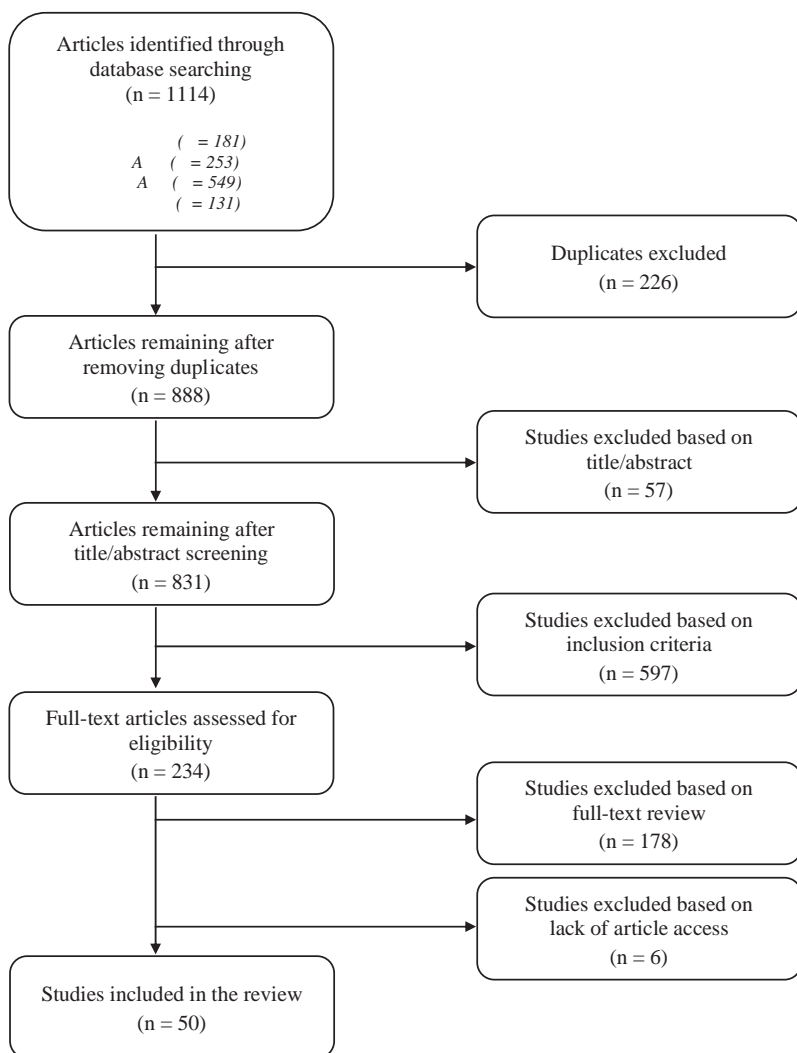 Articles identified through
database searching
(n = 1114)
( = 181)
A ( = 253)
A ( = 549)
( = 131)
Duplicates excluded
(n = 226)
Articles remaining after
removing duplicates
(n = 888)
Studies excluded based on
title/abstract
(n = 57)
Articles remaining after
title/abstract screening
(n = 831)
Studies excluded based on
inclusion criteria
(n = 597)
Full-text articles assessed for
eligibility
(n = 234)
Studies excluded based on
full-text review
(n = 178)
Studies excluded based on
lack of article access
(n = 6)
Studies included in the review
(n = 50)